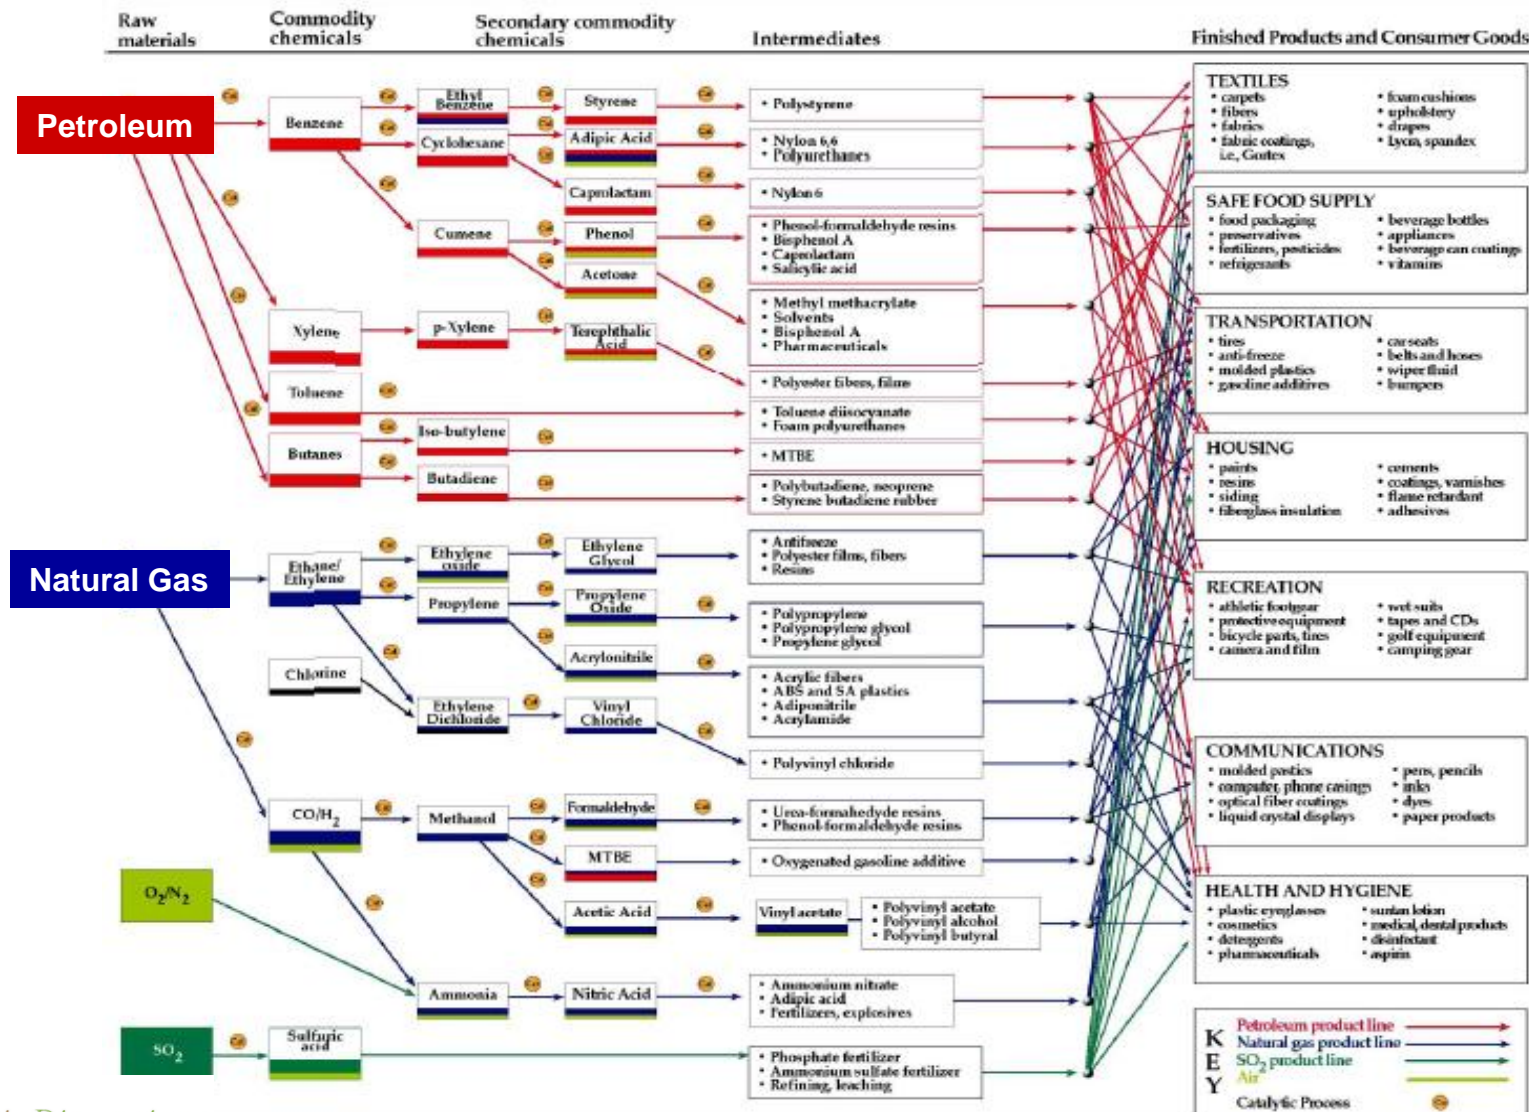 Raw
materials
Commodity
chemicals
Secondary commodity
chemicals
Intermediates
Finished Products and Consumer Goods
Petroleum
Benzene
Ethyl
Benzene
Styrene
• Polystyrene
Cyclohexane
Adipic Acid
• Nylon 6,6
• Polyurethanes
Caprolactam
• Nylon 6
Cumene
Phenol
• Phenol-formaldehyde resins
• Bisphenol A
• Caprolactam
• Salicylic acid
Acetone
• Methyl methacrylate
• Solvents
• Bisphenol A
• Pharmaceuticals
Xylene
p-Xylene
Terephthalic
Acid
• Polyester fibers, films
Toluene
• Toluene diisocyanate
• Foam polyurethanes
Butanes
Iso-butylene
• MTBE
Butadiene
• Polybutadiene, neoprene
• Styrene butadiene rubber
Natural Gas
Ethane/
Ethylene
Ethylene
oxide
Ethylene
Glycol
• Antifreeze
• Polyester films, fibers
• Resins
Propylene
Propylene
Oxide
• Polypropylene
• Polypropylene glycol
• Propylene glycol
Acrylonitrile
• Acrylic fibers
• ABS and SA plastics
• Adiponitrile
• Acrylamide
Chlorine
Ethylene
Dichloride
Vinyl
Chloride
• Polyvinyl chloride
CO/H2
Methanol
Formaldehyde
• Urea-formahedyde resins
• Phenol-formaldehyde resins
MTBE
• Oxygenated gasoline additive
O2/N2
Acetic Acid
Vinyl acetate
• Polyvinyl acetate
• Polyvinyl alcohol
• Polyvinyl butyral
Ammonia
Nitric Acid
• Ammonium nitrate
• Adipic acid
• Fertilizers, explosives
SO2
Sulfuric
acid
• Phosphate fertilizer
• Ammonium sulfate fertilizer
• Refining, leaching
TEXTILES
• carpets
• fibers
• fabrics
• fabric coatings,
i.e., Gortex
• foam cushions
• upholstery
• drapes
• Lycra, spandex
SAFE FOOD SUPPLY
• food packaging
• preservatives
• fertilizers, pesticides
• refrigerants
• beverage bottles
• appliances
• beverage can coatings
• vitamins
TRANSPORTATION
• tires
• anti-freeze
• molded plastics
• gasoline additives
• car seats
• belts and hoses
• wiper fluid
• bumpers
HOUSING
• paints
• resins
• siding
• fiberglass insulation
• cements
• coatings, varnishes
• flame retardant
• adhesives
RECREATION
• athletic footgear
• protective equipment
• bicycle parts, tires
• camera and film
• wet suits
• tapes and CDs
• golf equipment
• camping gear
COMMUNICATIONS
• molded pastics
• computer, phone casings
• optical fiber coatings
• liquid crystal displays
• pens, pencils
• inks
• dyes
• paper products
HEALTH AND HYGIENE
• plastic eyeglasses
• cosmetics
• detergents
• pharmaceuticals
• suntan lotion
• medical, dental products
• disinfectant
• aspirin
KEY
Petroleum product line
Natural gas product line
SO2 product line
Air
Catalytic Process
Cat